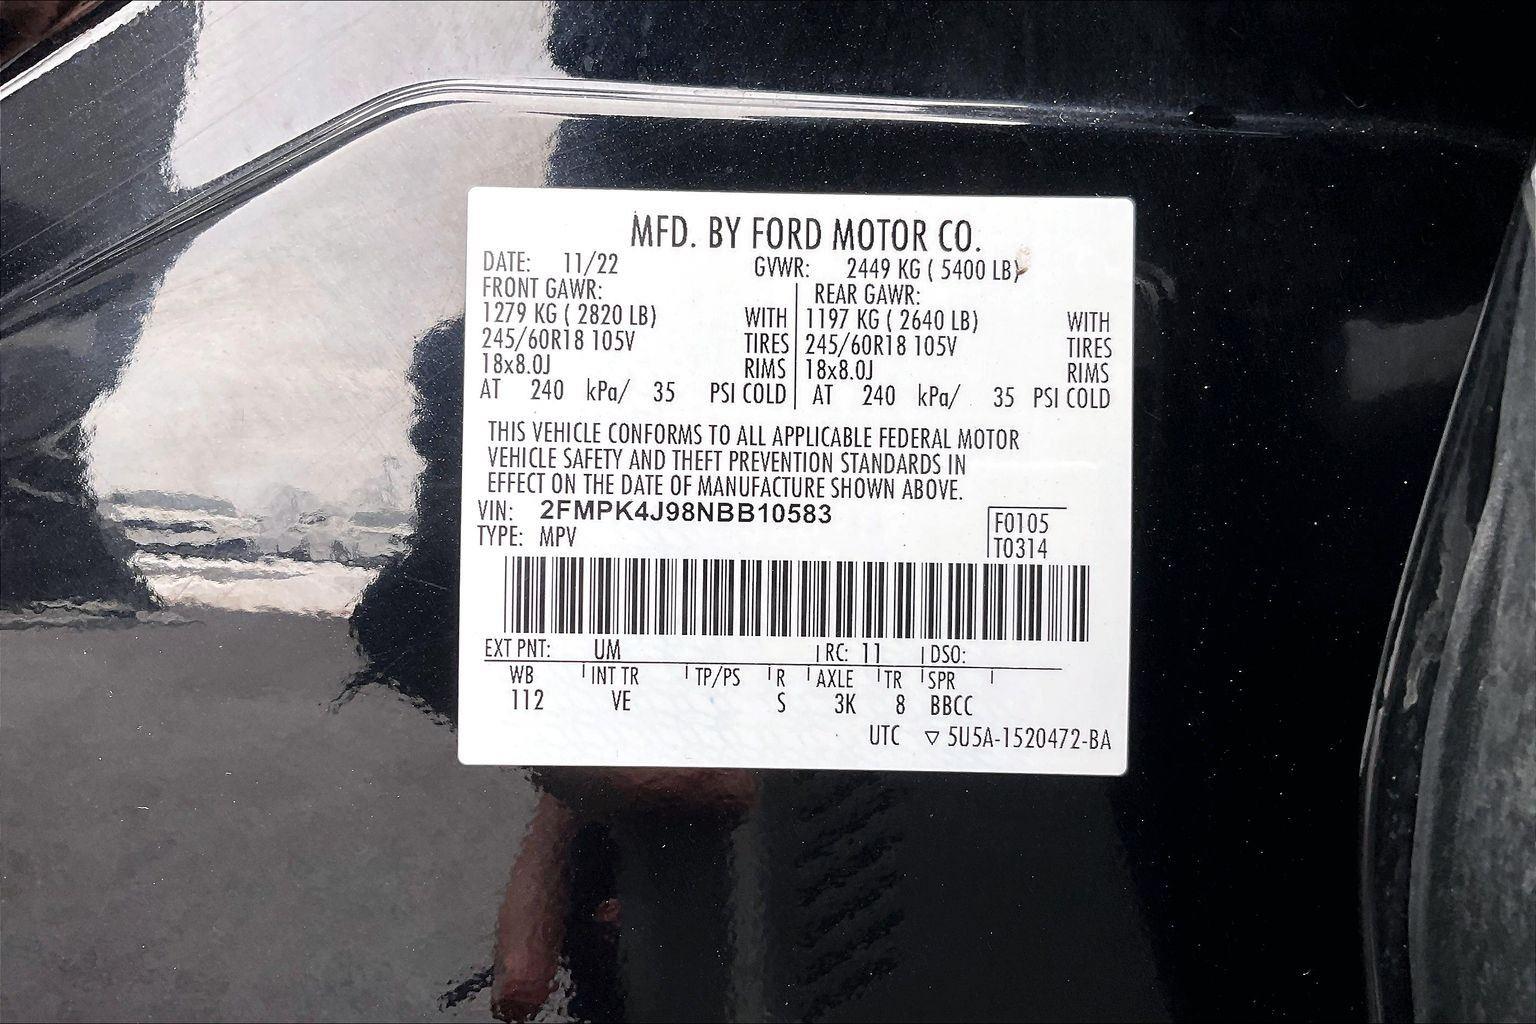 MFD. BY FORD MOTOR CO.
DATE: 11/22 GVWR: 2449 KG ( 5400 LB)
FRONT GAWR: REAR GAWR:
1279 KG ( 2820 LB) WITH 1197 KG ( 2640 LB) WITH
245/60R18 105V TIRES 245/60R18 105V TIRES
18x8.0J RIMS 18x8.0J RIMS
AT 240 kPa/ 35 PSI COLD AT 240 kPa/ 35 PSI COLD
THIS VEHICLE CONFORMS TO ALL APPLICABLE FEDERAL MOTOR
VEHICLE SAFETY AND THEFT PREVENTION STANDARDS IN
EFFECT ON THE DATE OF MANUFACTURE SHOWN ABOVE.
VIN: 2FMPK4J98NBB10583 F0105
TYPE: MPV T0314
EXT PNT: UM RC: 11 DSO:
WB INT TR TP/PS R AXLE TR SPR
112 VE S 3K 8 BBCC
UTC ▽ 5U5A-1520472-BA